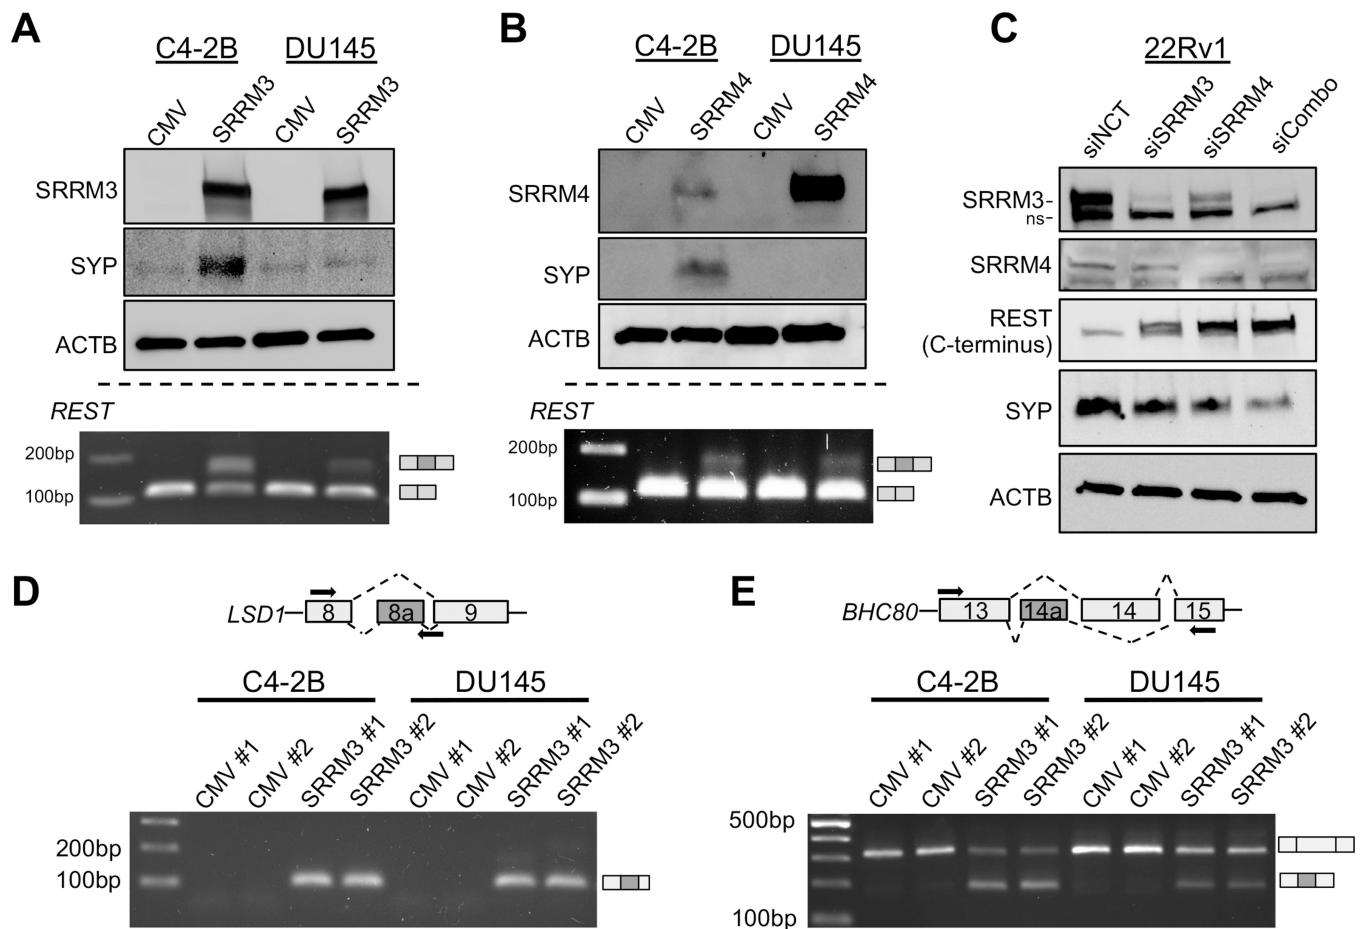 A
C4-2B DU145
CMV SRRM3 CMV SRRM3
SRRM3
SYP
ACTB
REST
200bp
100bp
B
C4-2B DU145
CMV SRRM4 CMV SRRM4
SRRM4
SYP
ACTB
REST
200bp
100bp
C
22Rv1
siNCT siSRRM3 siSRRM4 siCombo
SRRM3-
ns-
SRRM4
REST
(C-terminus)
SYP
ACTB
D
LSD1 8 8a 9
C4-2B DU145
CMV #1 CMV #2 SRRM3 #1 SRRM3 #2 CMV #1 CMV #2 SRRM3 #1 SRRM3 #2
200bp
100bp
E
BHC80 13 14a 14 15
C4-2B DU145
CMV #1 CMV #2 SRRM3 #1 SRRM3 #2 CMV #1 CMV #2 SRRM3 #1 SRRM3 #2
500bp
100bp